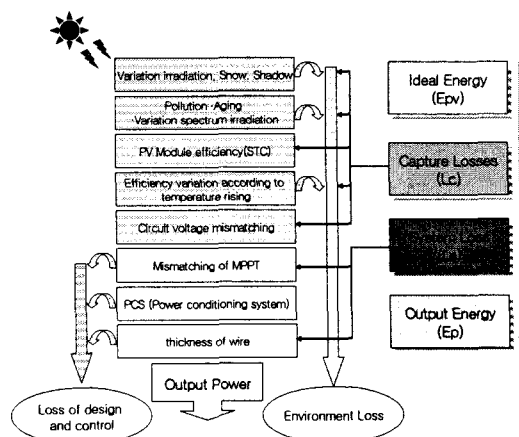 Variation irradiation, Snow, Shadow
Pollution·Aging
Variation spectrum irradiation
PV Module efficiency(STC)
Efficiency variation according to
temperature rising
Circuit voltage mismatching
Mismatching of MPPT
PCS (Power conditioning system)
thickness of wire
Output Power
Loss of design
and control
Environment Loss
Ideal Energy
(Epv)
Capture Losses
(Lc)
Output Energy
(Ep)